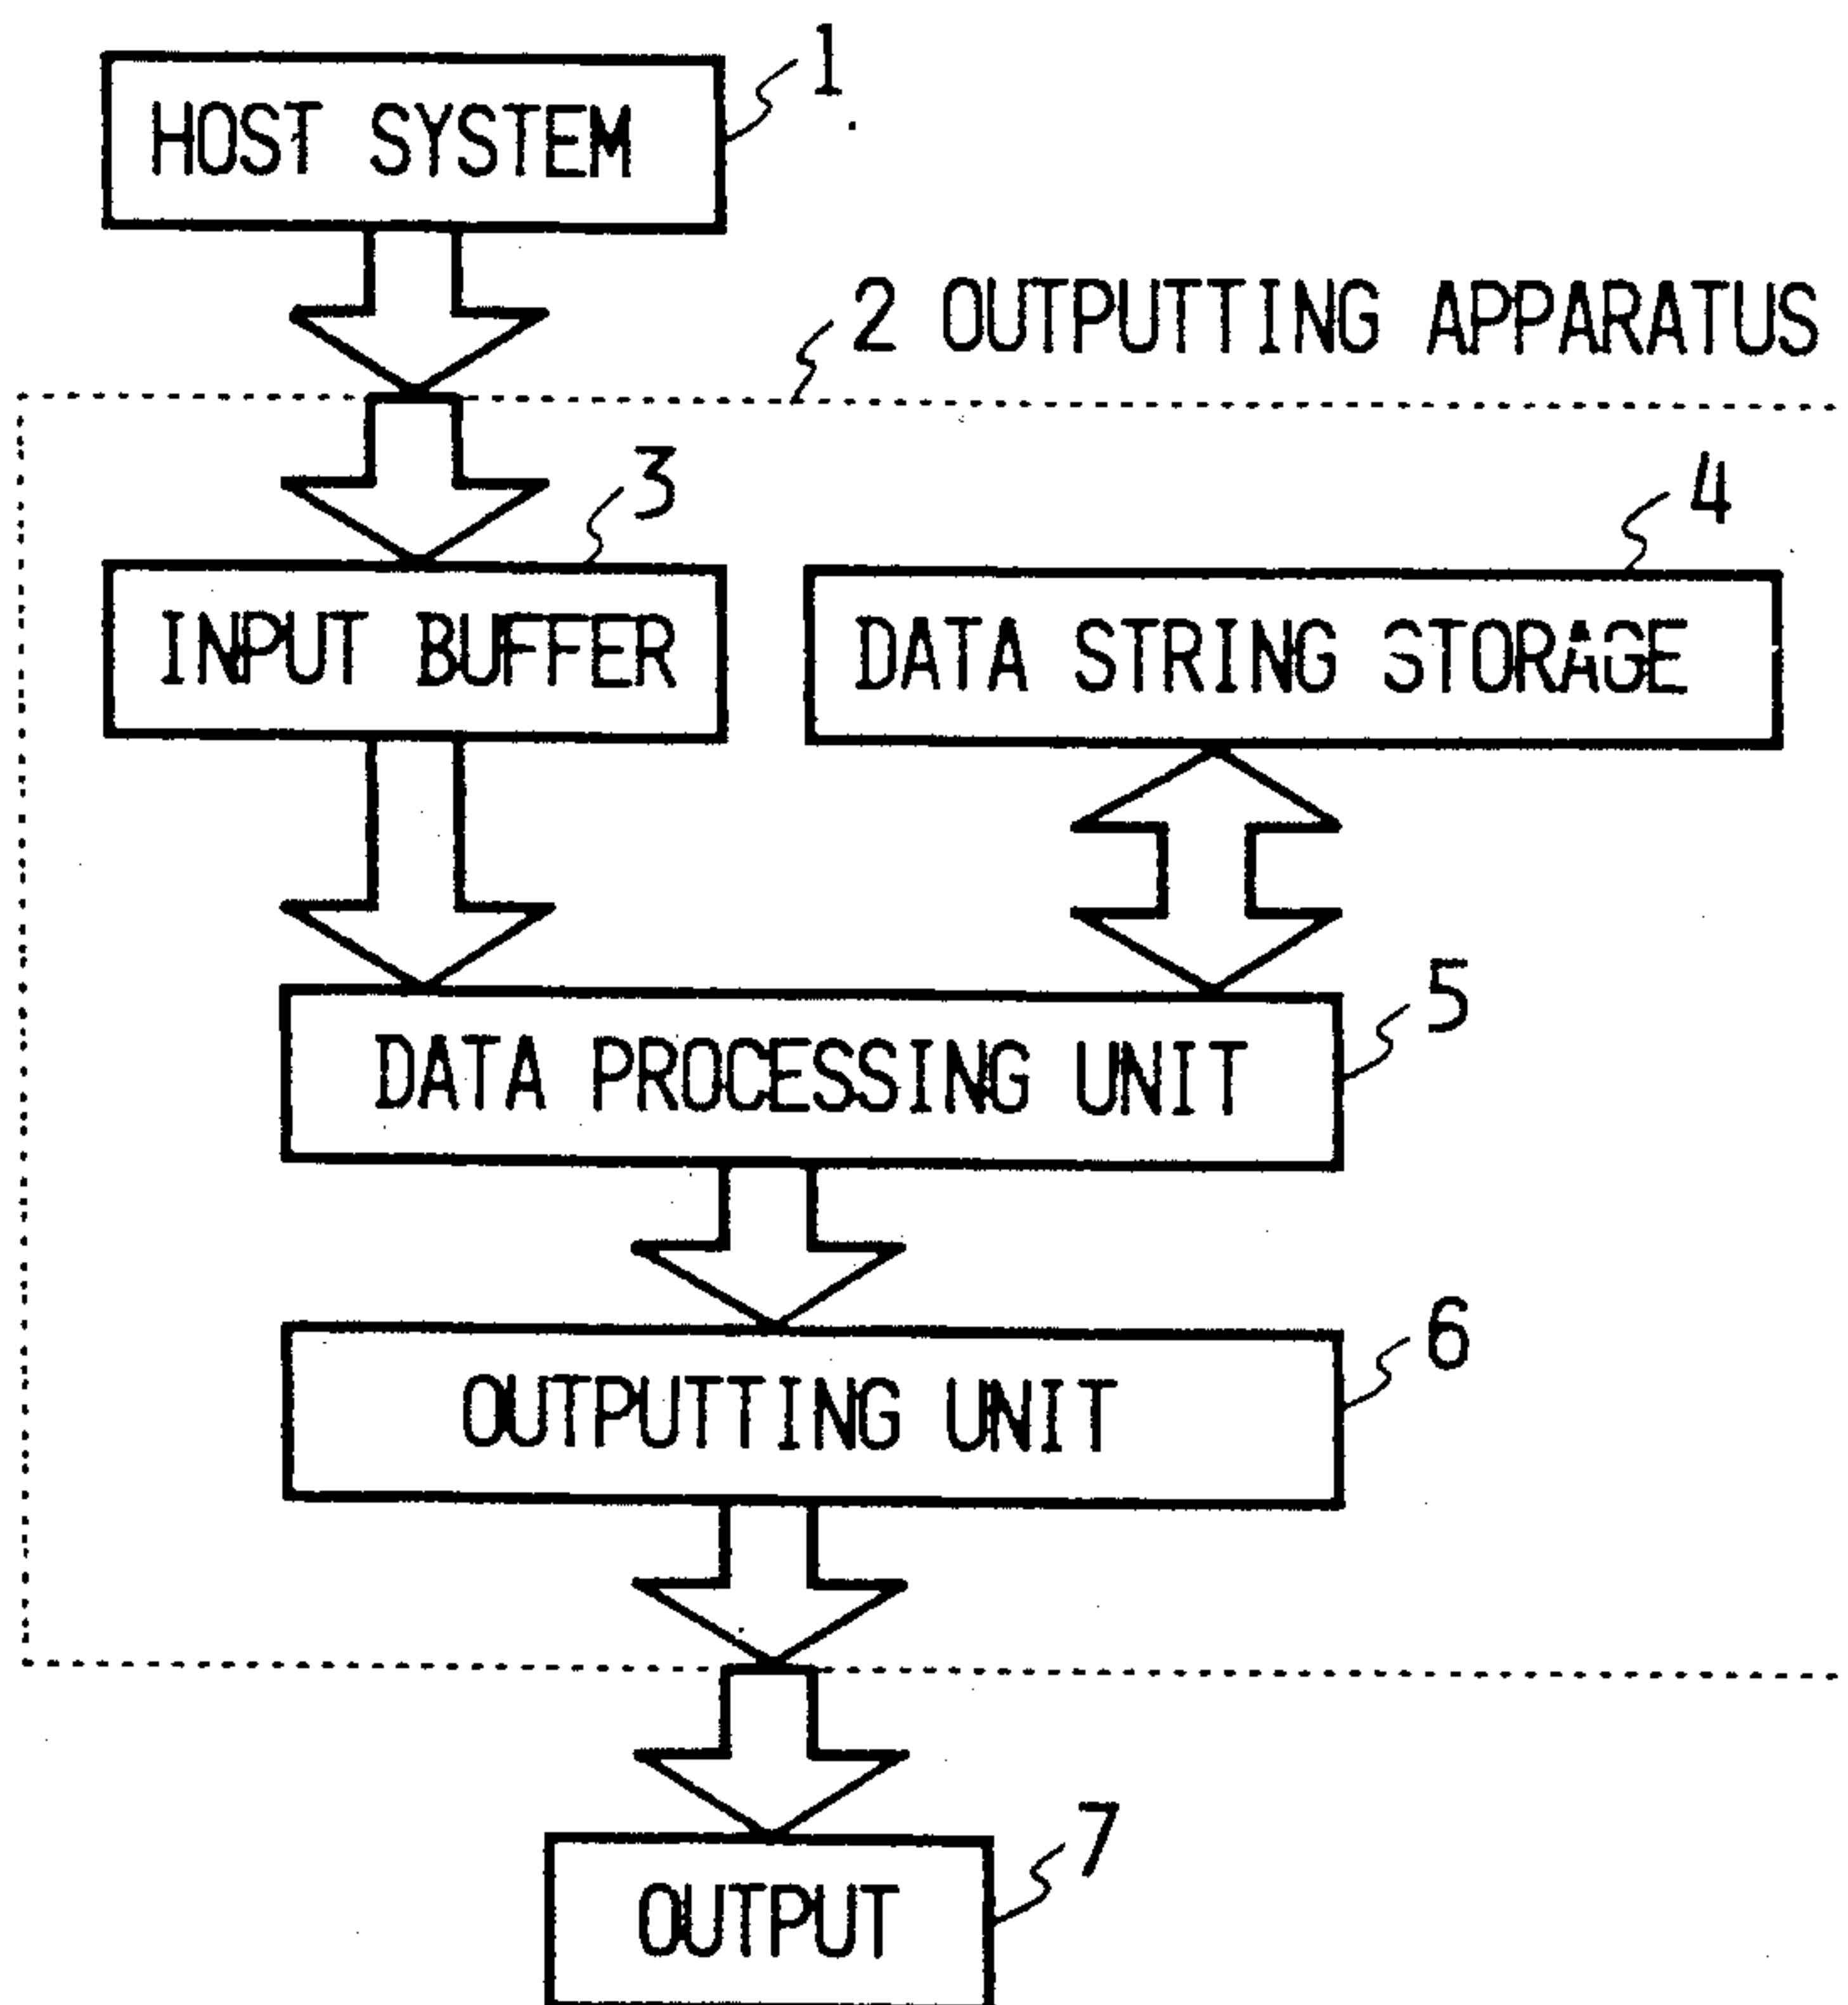 1
HOST SYSTEM
2 OUTPUTTING APPARATUS
3
4
INPUT BUFFER
DATA STRING STORAGE
5
DATA PROCESSING UNIT
6
OUTPUTTING UNIT
7
OUTPUT